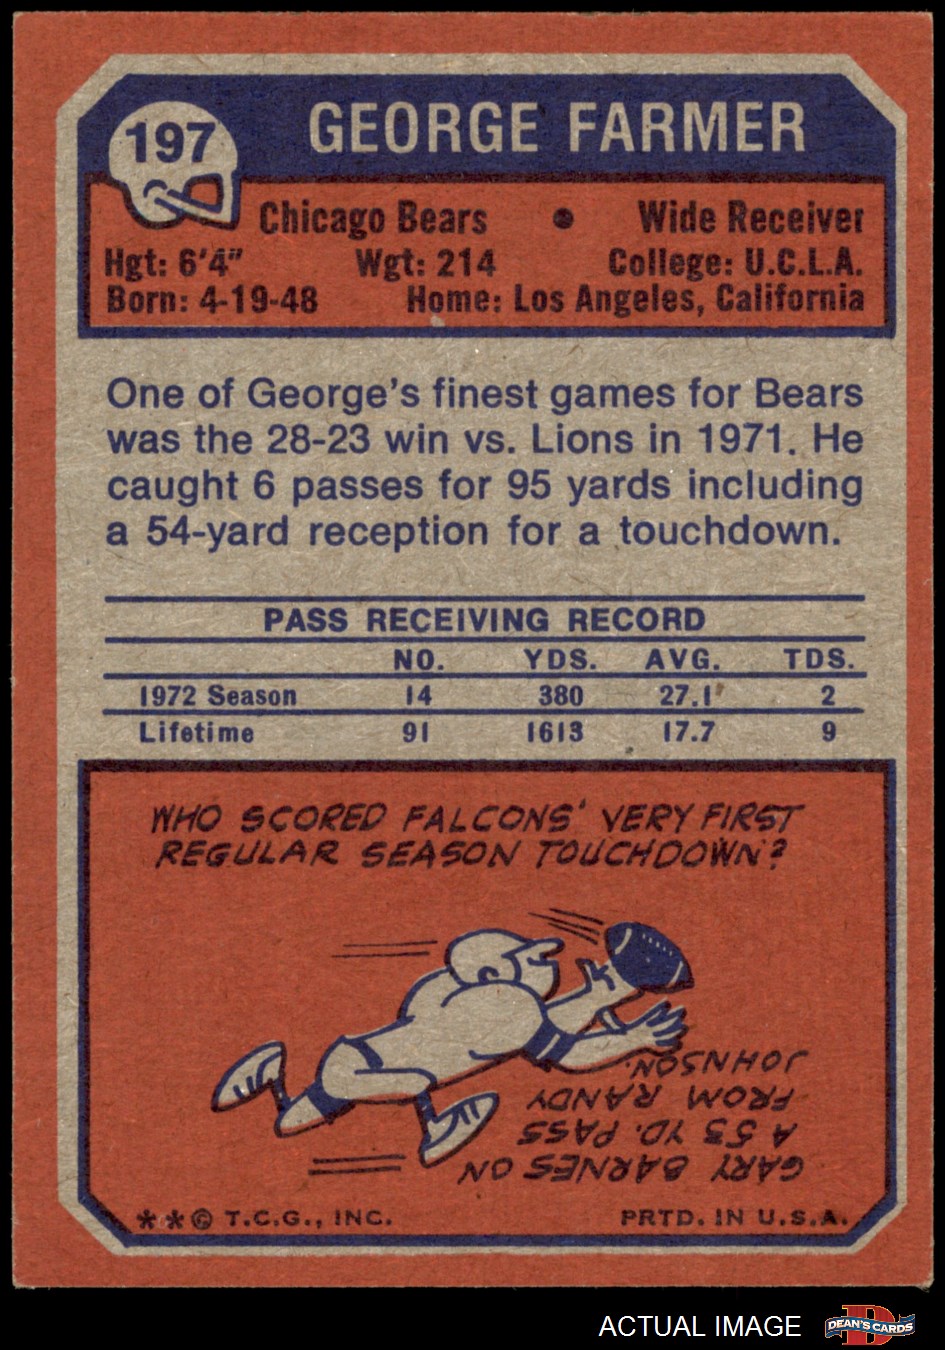 197
GEORGE FARMER
Chicago Bears • Wide Receiver
Hgt: 6'4" Wgt: 214 College: U.C.L.A.
Born: 4-19-48 Home: Los Angeles, California
One of George's finest games for Bears
was the 28-23 win vs. Lions in 1971. He
caught 6 passes for 95 yards including
a 54-yard reception for a touchdown.
PASS RECEIVING RECORD
NO. YDS. AVG. TDS.
1972 Season 14 380 27.1 2
Lifetime 91 1613 17.7 9
WHO SCORED FALCONS' VERY FIRST
REGULAR SEASON TOUCHDOWN?
GARY BARNES ON
A 53 YD. PASS
FROM RANDY
JOHNSON.
**© T.C.G., INC. PRTD. IN U.S.A.
ACTUAL IMAGE
D
DEAN'S CARDS